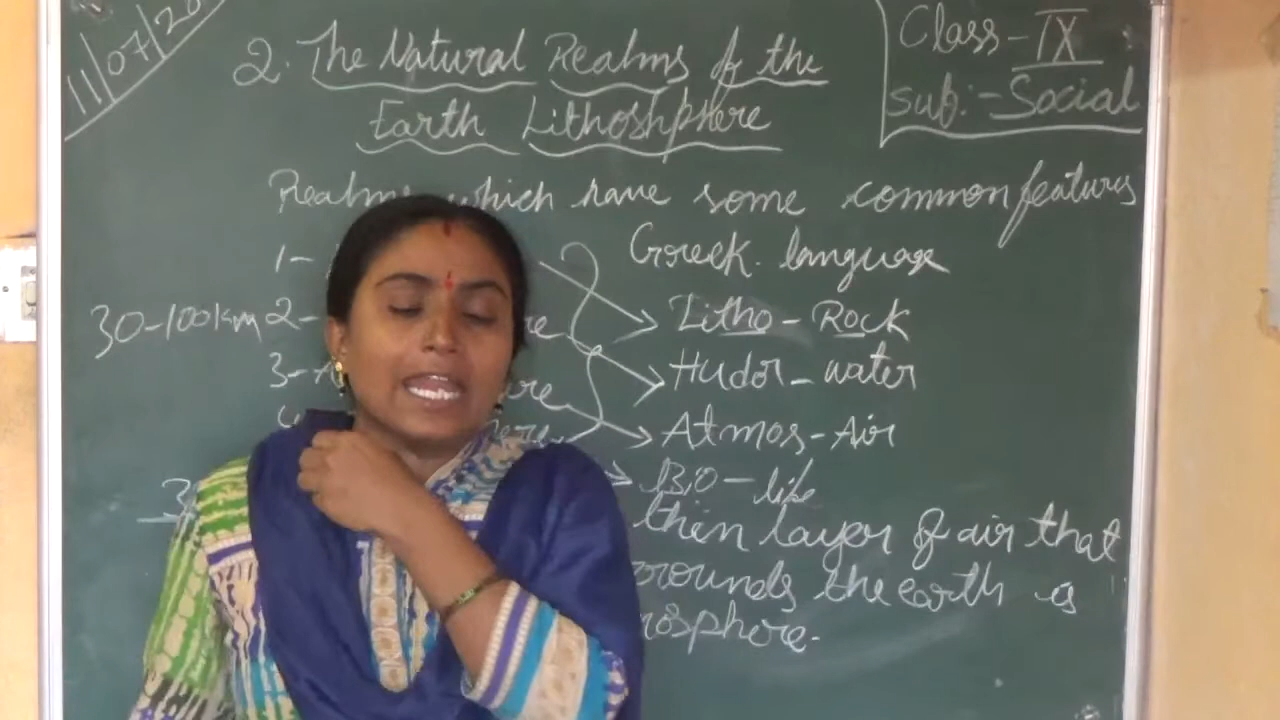 11/07/20
Class - IX
Sub:- Social
2. The Natural Realms of the
Earth Lithoshphere
Realms which have some common features
1-
Greek language
30-100km 2-
Litho - Rock
3-
Hudor - water
Atmos - Air
Bio - life
3
thin layer of air that
the earth is